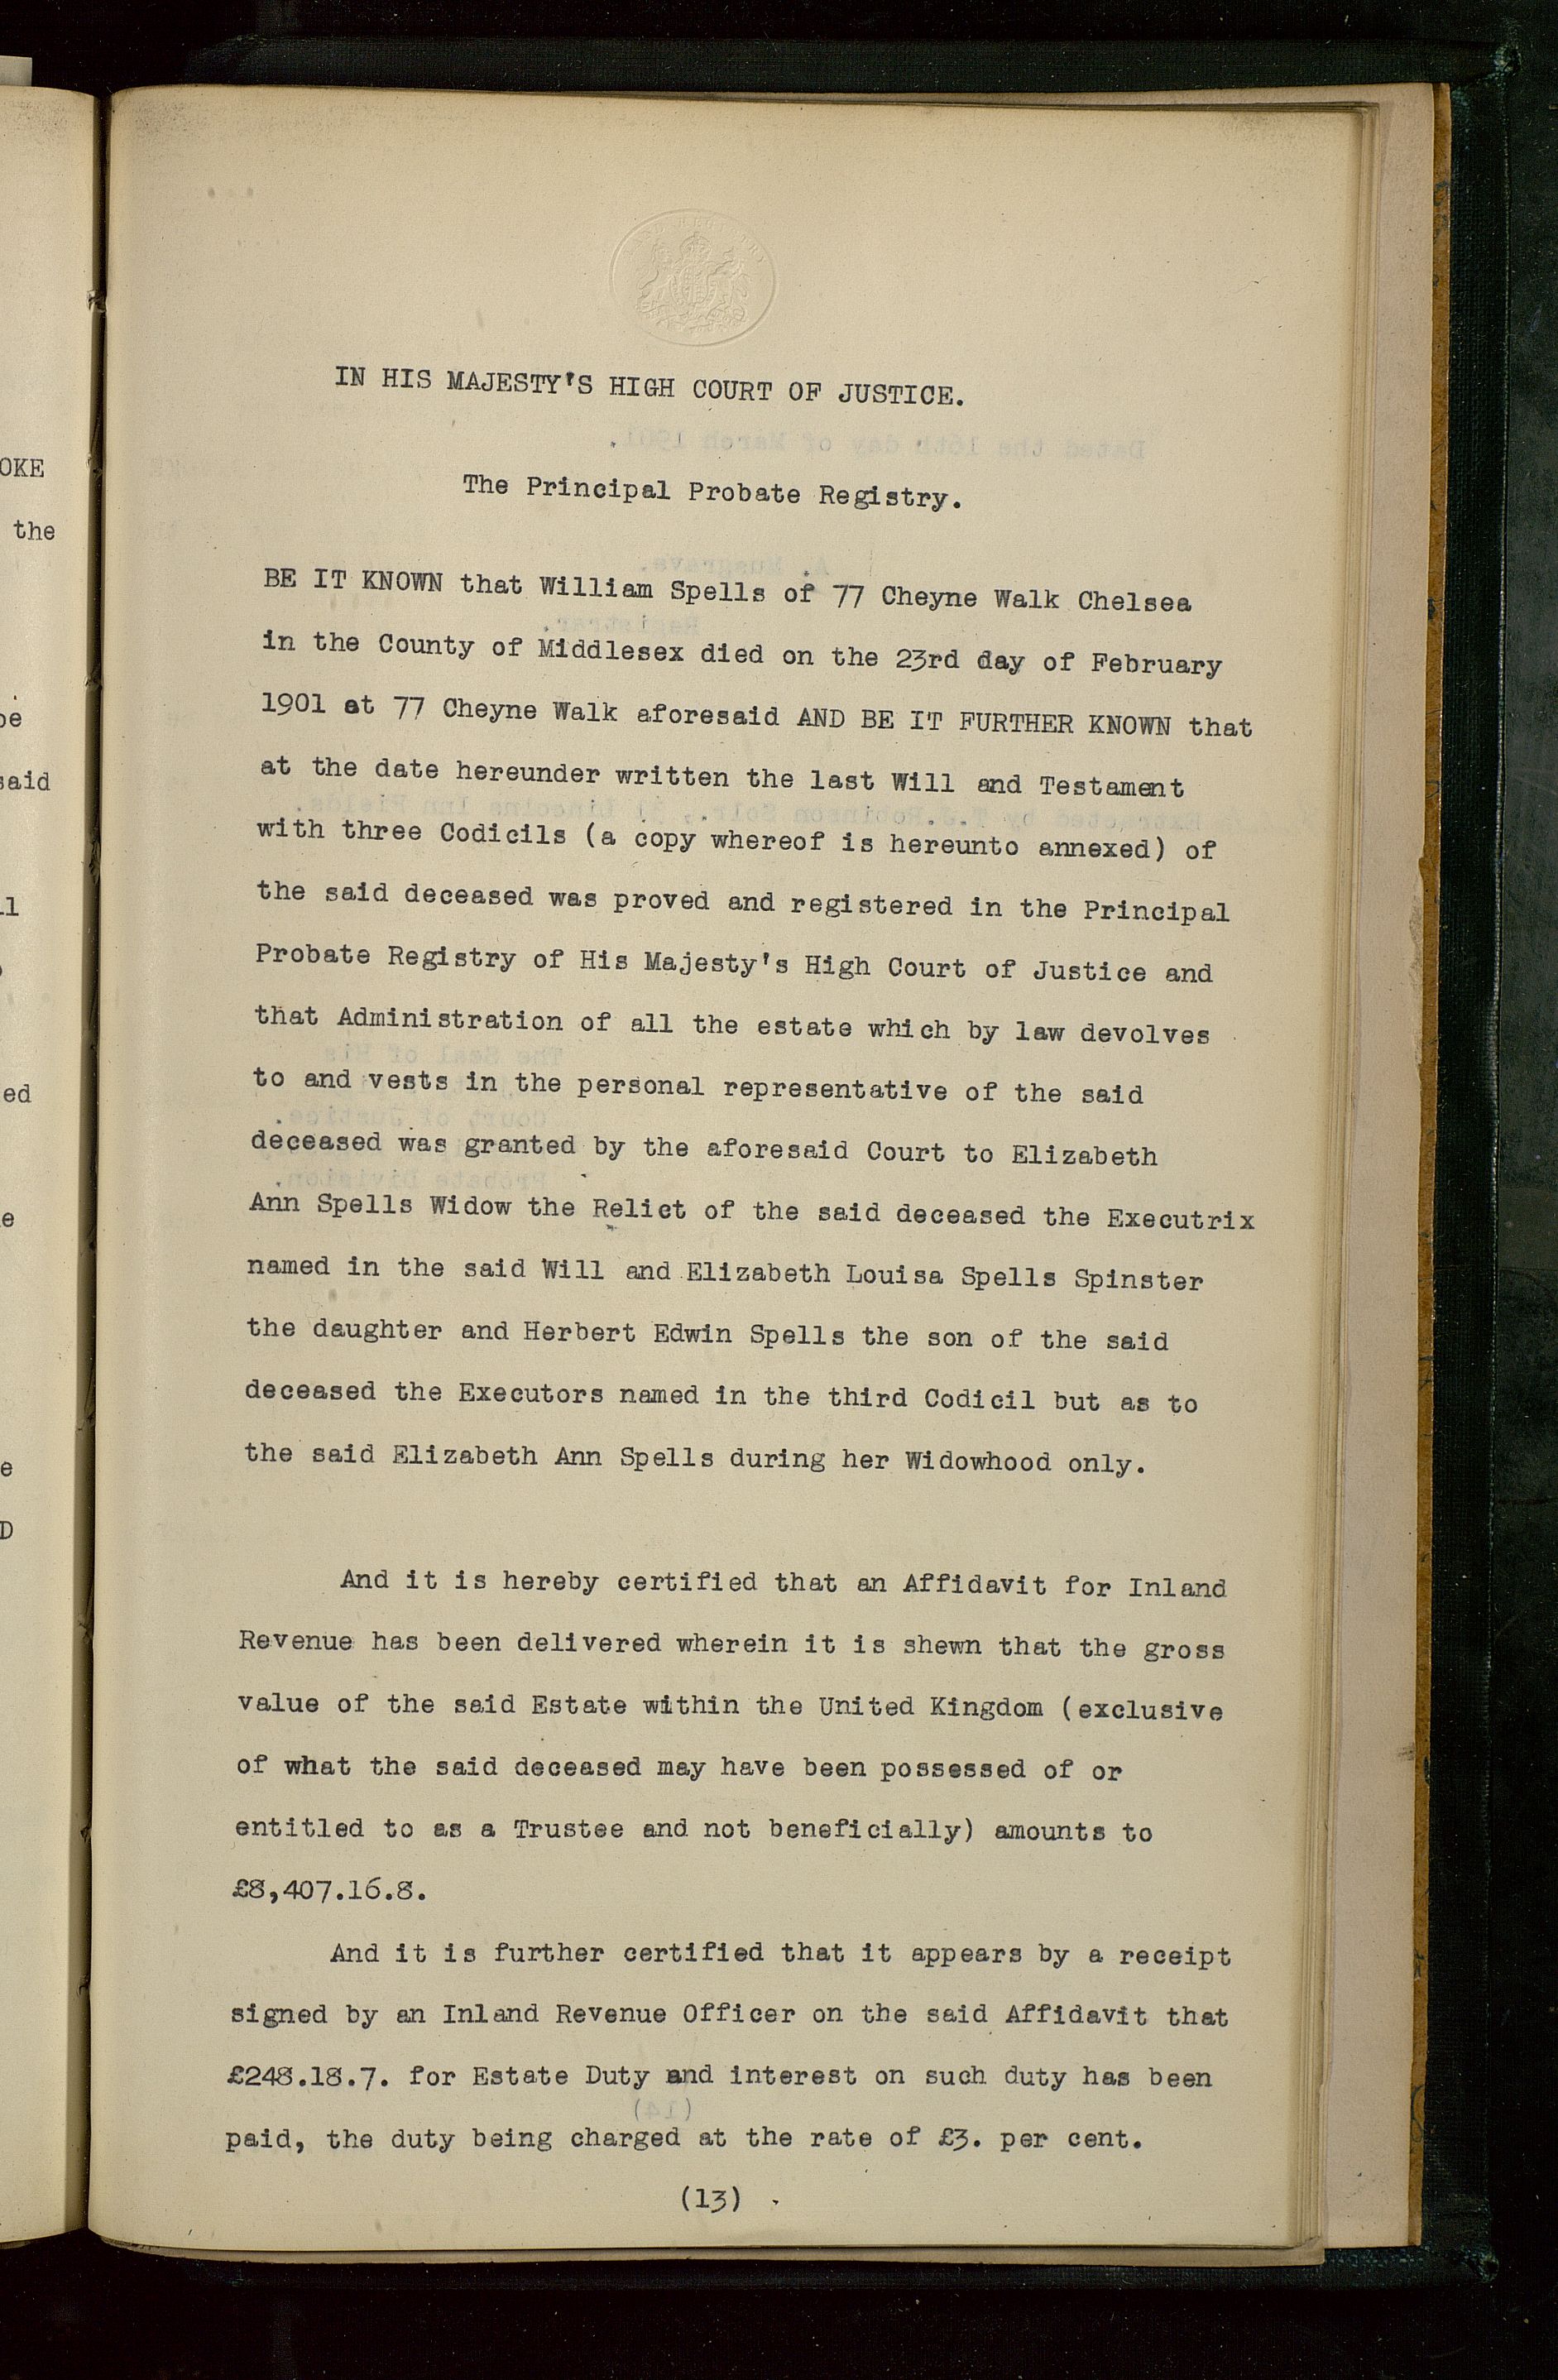 IN HIS MAJESTY'S HIGH COURT OF JUSTICE.
The Principal Probate Registry.
BE IT KNOWN that William Spells of 77 Cheyne Walk Chelsea
in the County of Middlesex died on the 23rd day of February
1901 at 77 Cheyne Walk aforesaid AND BE IT FURTHER KNOWN that
at the date hereunder written the last Will and Testament
with three Codicils (a copy whereof is hereunto annexed) of
the said deceased was proved and registered in the Principal
Probate Registry of His Majesty's High Court of Justice and
that Administration of all the estate which by law devolves
to and vests in the personal representative of the said
deceased was granted by the aforesaid Court to Elizabeth
Ann Spells Widow the Relict of the said deceased the Executrix
named in the said Will and Elizabeth Louisa Spells Spinster
the daughter and Herbert Edwin Spells the son of the said
deceased the Executors named in the third Codicil but as to
the said Elizabeth Ann Spells during her Widowhood only.
And it is hereby certified that an Affidavit for Inland
Revenue has been delivered wherein it is shewn that the gross
value of the said Estate within the United Kingdom (exclusive
of what the said deceased may have been possessed of or
entitled to as a Trustee and not beneficially) amounts to
£8,407.16.8.
And it is further certified that it appears by a receipt
signed by an Inland Revenue Officer on the said Affidavit that
£248.18.7. for Estate Duty and interest on such duty has been
paid, the duty being charged at the rate of £3. per cent.
(13)